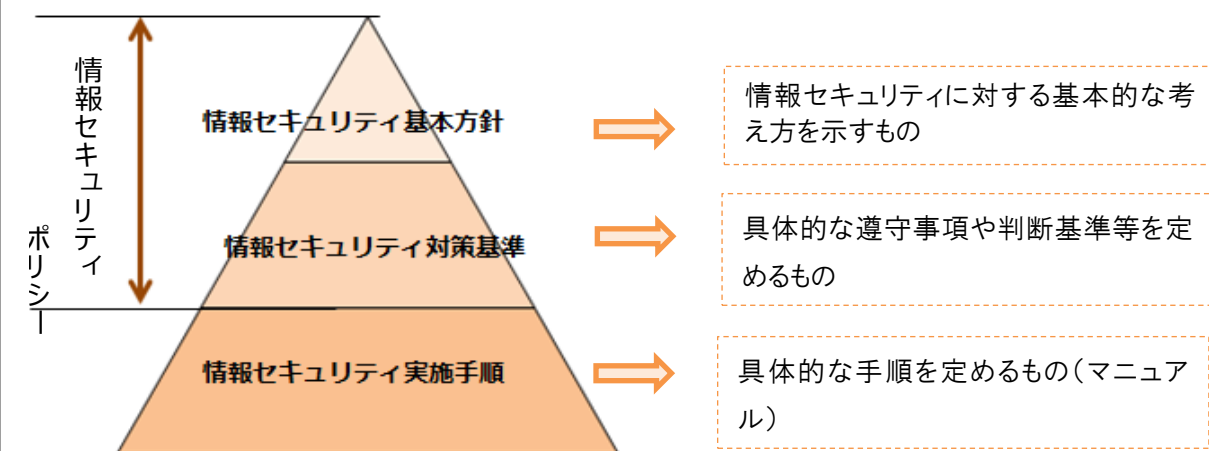 情報セキュリティ
ポリシー
情報セキュリティ基本方針
情報セキュリティに対する基本的な考
え方を示すもの
情報セキュリティ対策基準
具体的な遵守事項や判断基準等を定
めるもの
情報セキュリティ実施手順
具体的な手順を定めるもの（マニュア
ル）